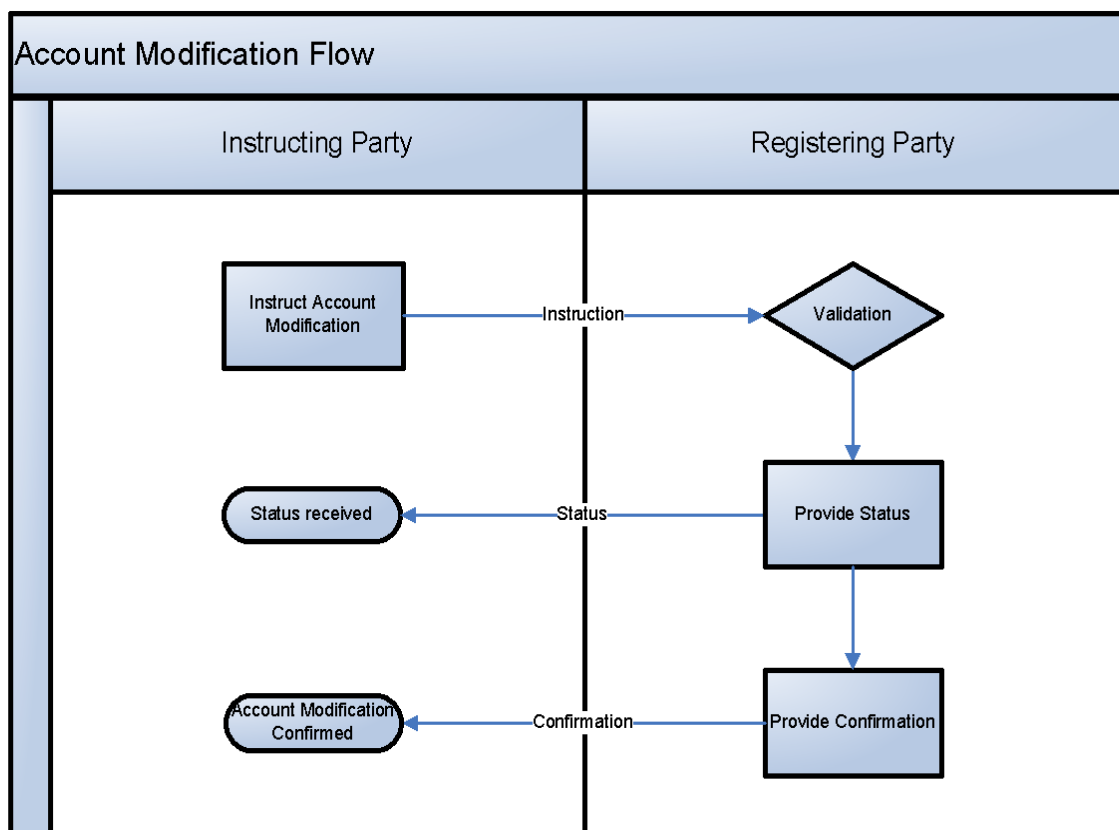 Account Modification Flow
Instructing Party
Registering Party
Instruct Account
Modification
Instruction
Validation
Status received
Status
Provide Status
Account Modification
Confirmed
Confirmation
Provide Confirmation